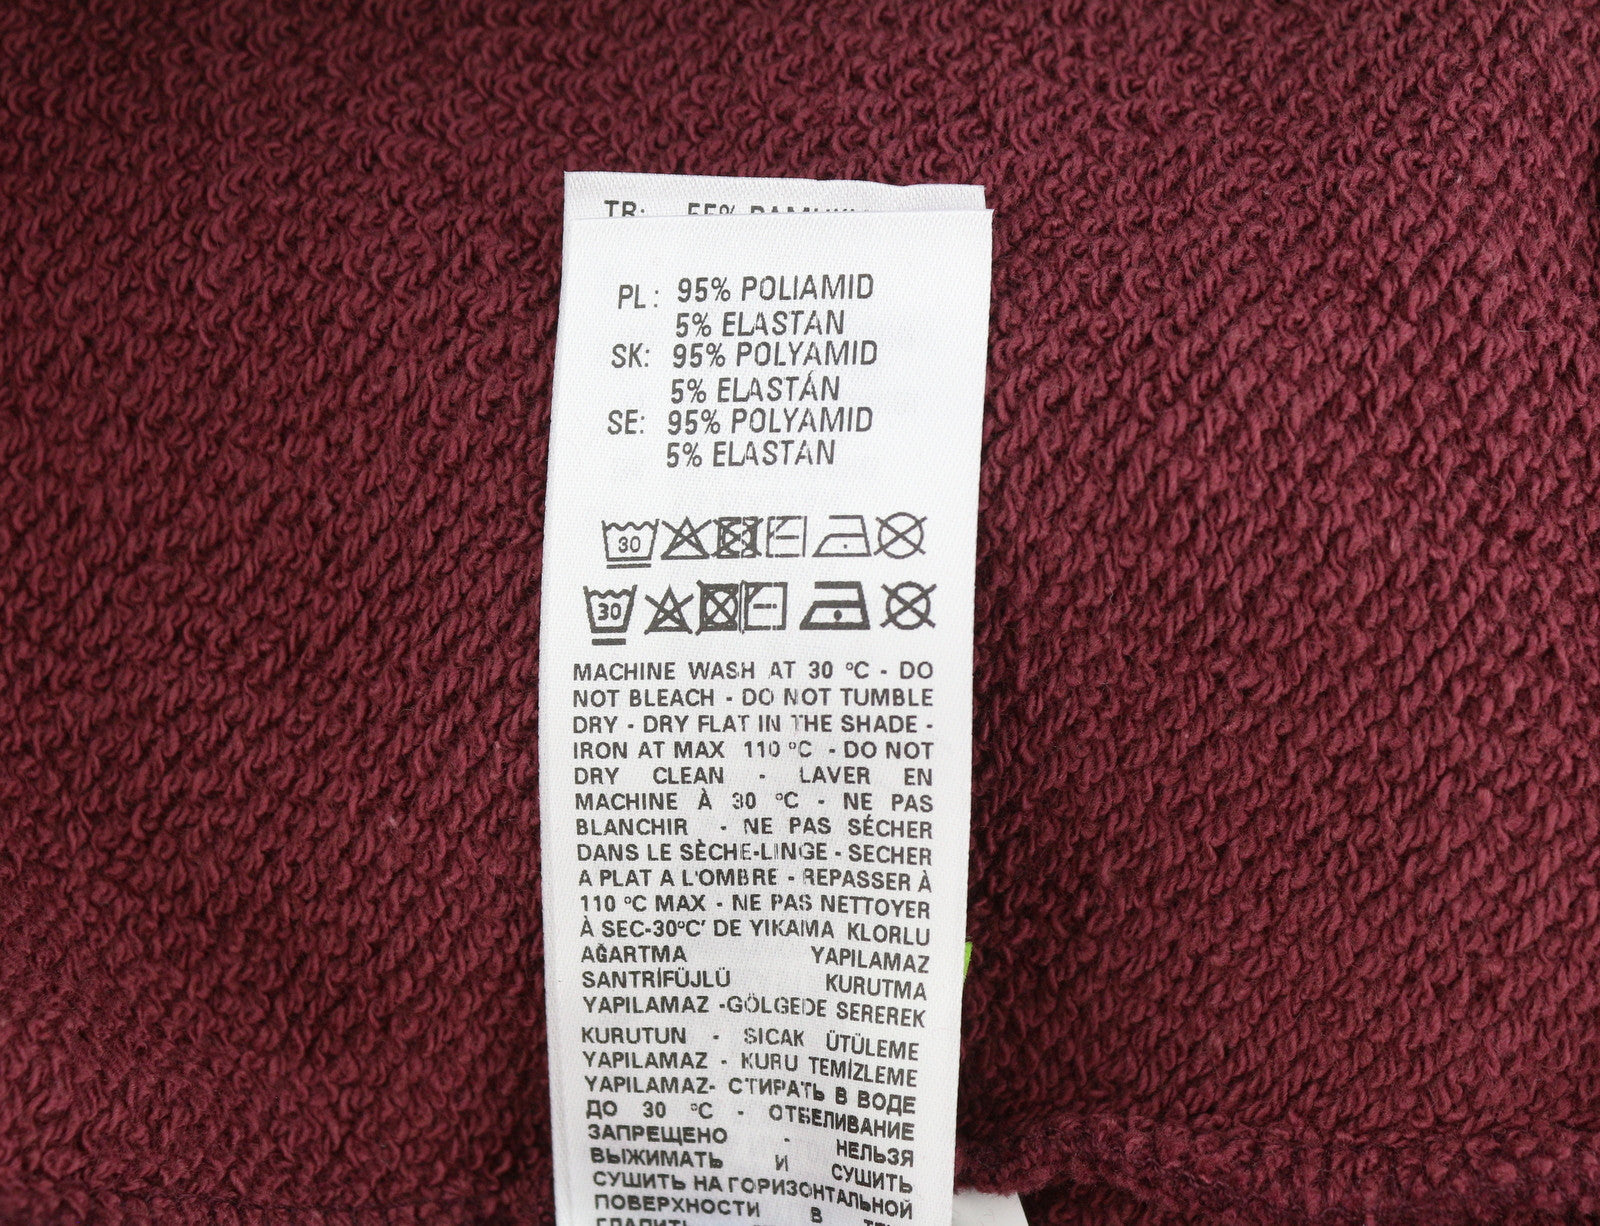 TR: 55%
PL: 95% POLIAMID
5% ELASTAN
SK: 95% POLYAMID
5% ELASTÁN
SE: 95% POLYAMID
5% ELASTAN
30
30
MACHINE WASH AT 30 °C - DO
NOT BLEACH - DO NOT TUMBLE
DRY - DRY FLAT IN THE SHADE -
IRON AT MAX 110 °C - DO NOT
DRY CLEAN - LAVER EN
MACHINE À 30 °C - NE PAS
BLANCHIR - NE PAS SÉCHER
DANS LE SÈCHE-LINGE - SECHER
A PLAT A L'OMBRE - REPASSER À
110 °C MAX - NE PAS NETTOYER
À SEC-30°C' DE YIKAMA KLORLU
AĞARTMA YAPILAMAZ
SANTRİFÜJLÜ KURUTMA
YAPILAMAZ -GÖLGEDE SEREREK
KURUTUN - SICAK ÜTÜLEME
YAPILAMAZ - KURU TEMİZLEME
YAPILAMAZ- СТИРАТЬ В ВОДЕ
ДО 30 °C - ОТБЕЛИВАНИЕ
ЗАПРЕЩЕНО - НЕЛЬЗЯ
ВЫЖИМАТЬ И СУШИТЬ
СУШИТЬ НА ГОРИЗОНТАЛЬНОЙ
ПОВЕРХНОСТИ В